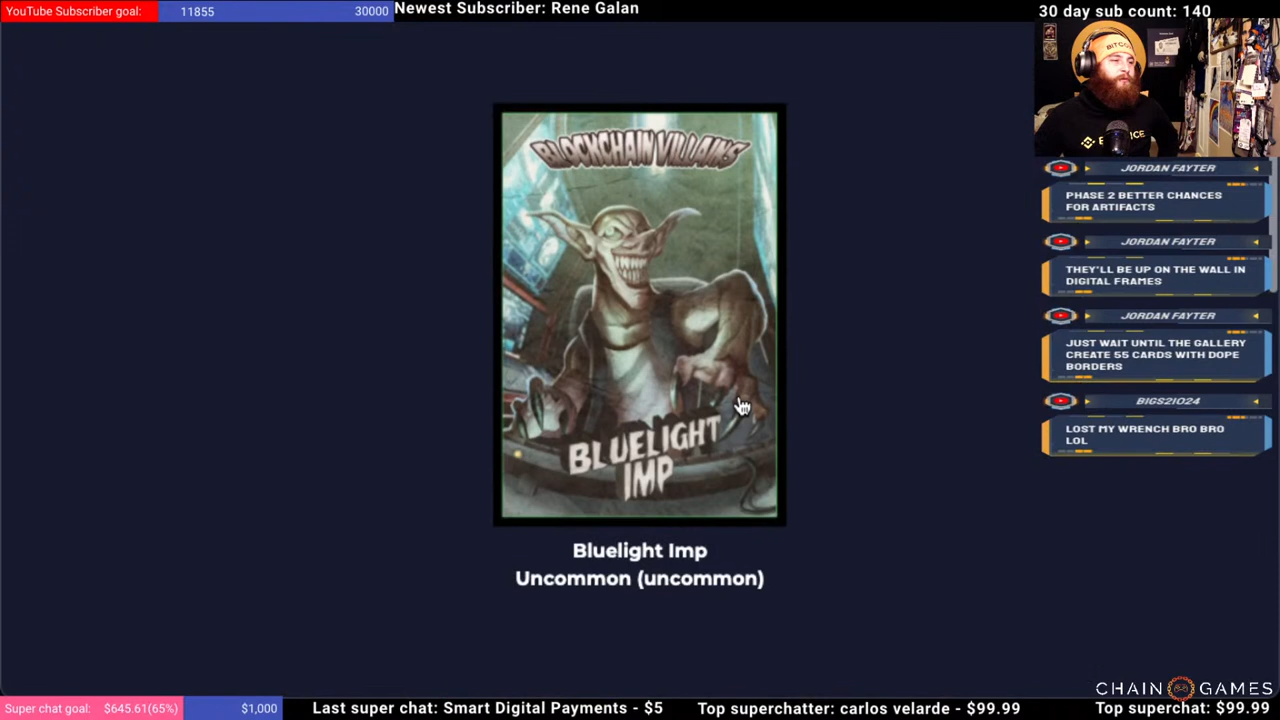 YouTube Subscriber goal: 11855 30000 Newest Subscriber: Rene Galan 30 day sub count: 140
BLOCKCHAIN VILLAINS
BLUELIGHT
IMP
Bluelight Imp
Uncommon (uncommon)
BITCOIN
BINANCE
JORDAN FAYTER
PHASE 2 BETTER CHANCES
FOR ARTIFACTS
JORDAN FAYTER
THEY'LL BE UP ON THE WALL IN
DIGITAL FRAMES
JORDAN FAYTER
JUST WAIT UNTIL THE GALLERY
CREATE 55 CARDS WITH DOPE
BORDERS
BIGS21024
LOST MY WRENCH BRO BRO
LOL
CHAIN GAMES
Super chat goal: $645.61(65%) $1,000 Last super chat: Smart Digital Payments - $5 Top superchatter: carlos velarde - $99.99 Top superchat: $99.99